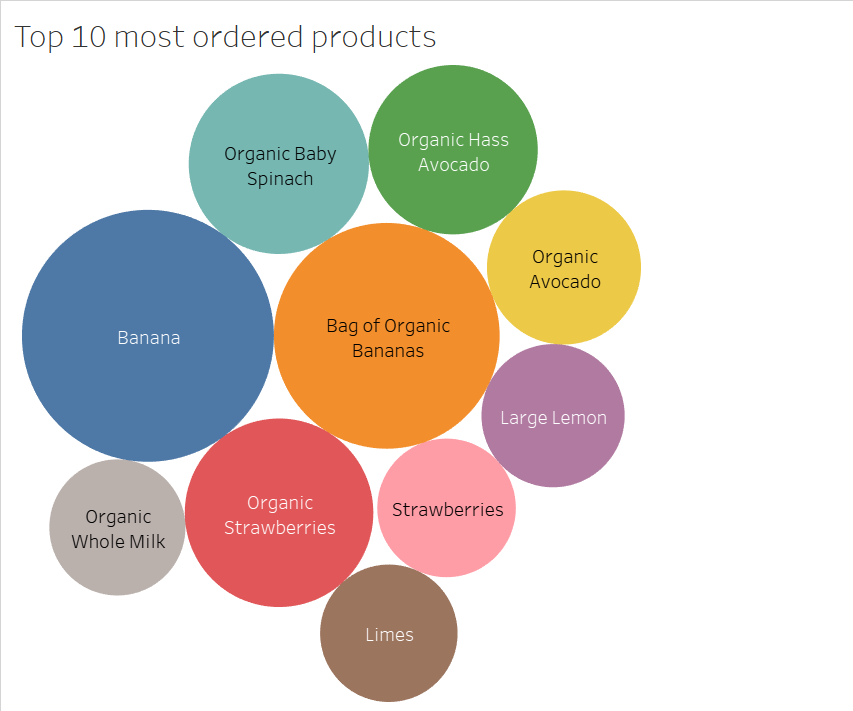 Top 10 most ordered products
Organic Baby
Spinach
Organic Hass
Avocado
Organic
Avocado
Banana
Bag of Organic
Bananas
Large Lemon
Organic
Whole Milk
Organic
Strawberries
Strawberries
Limes